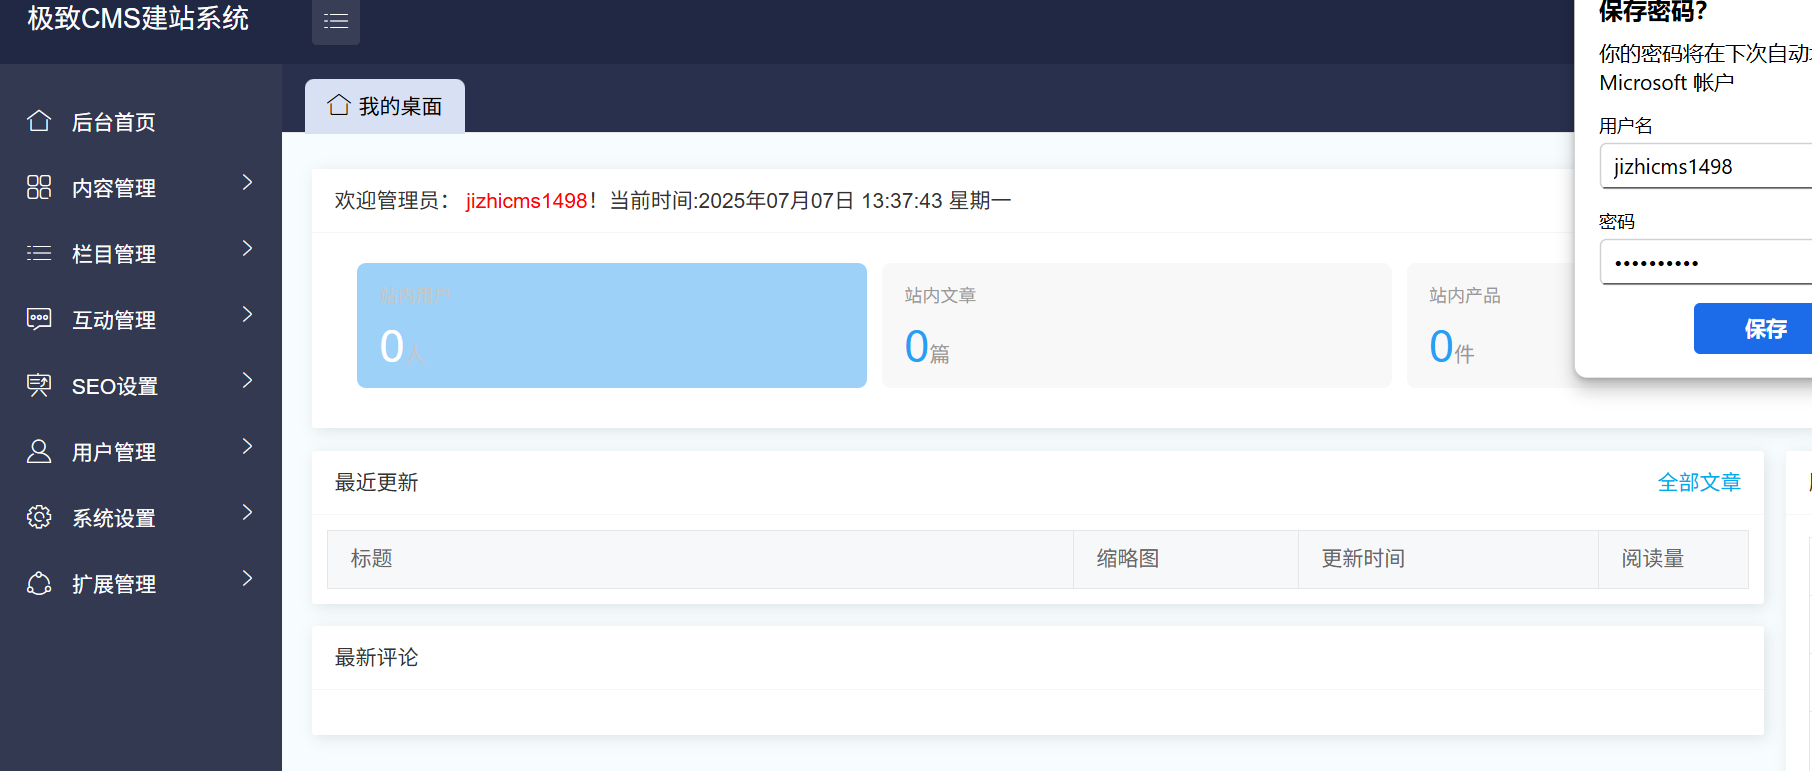 极致CMS建站系统
后台首页
内容管理
栏目管理
互动管理
SEO设置
用户管理
系统设置
扩展管理
我的桌面
欢迎管理员： jizhicms1498！当前时间:2025年07月07日 13:37:43 星期一
站内用户
0人
站内文章
0篇
站内产品
0件
最近更新
全部文章
标题 缩略图 更新时间 阅读量
最新评论
保存密码?
你的密码将在下次自动
Microsoft 帐户
用户名
jizhicms1498
密码
••••••••••
保存